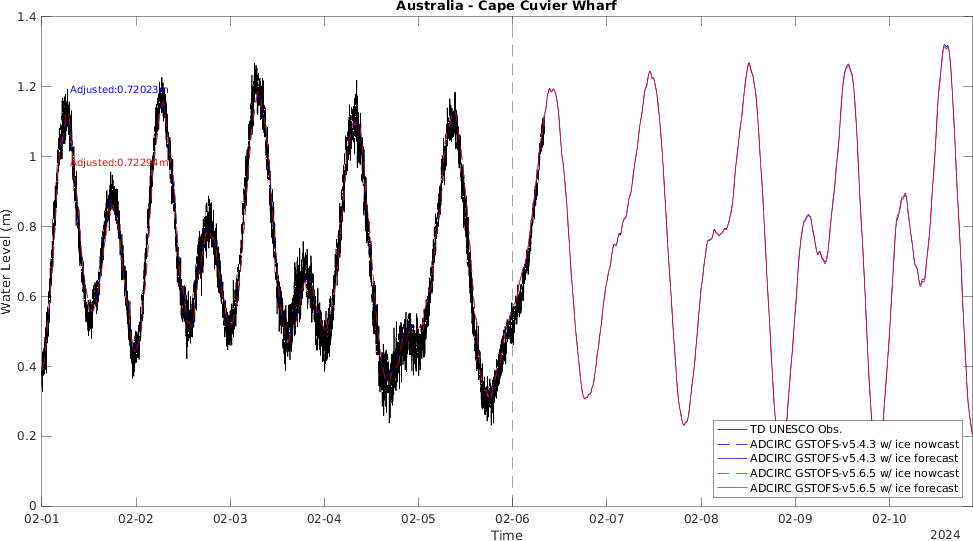 Australia - Cape Cuvier Wharf
1.4
1.2
1
0.8
0.6
0.4
0.2
0
Water Level (m)
Adjusted:0.72023m
Adjusted:0.72294m
TD UNESCO Obs.
ADCIRC GSTOFS-v5.4.3 w/ ice nowcast
ADCIRC GSTOFS-v5.4.3 w/ ice forecast
ADCIRC GSTOFS-v5.6.5 w/ ice nowcast
ADCIRC GSTOFS-v5.6.5 w/ ice forecast
02-01 02-02 02-03 02-04 02-05 02-06 02-07 02-08 02-09 02-10
Time
2024